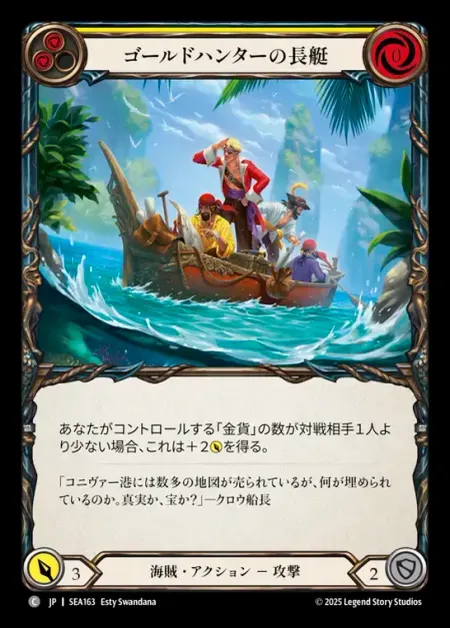 ゴールドハンターの長艇
0
あなたがコントロールする「金貨」の数が対戦相手1人よ
り少ない場合、これは+2を得る。
「コニヴァー港には数多の地図が売られているが、何が埋められ
ているのか。真実か、宝か?」—クロウ船長
3
海賊・アクション − 攻撃
2
C JP | SEA163 Esty Swandana
© 2025 Legend Story Studios